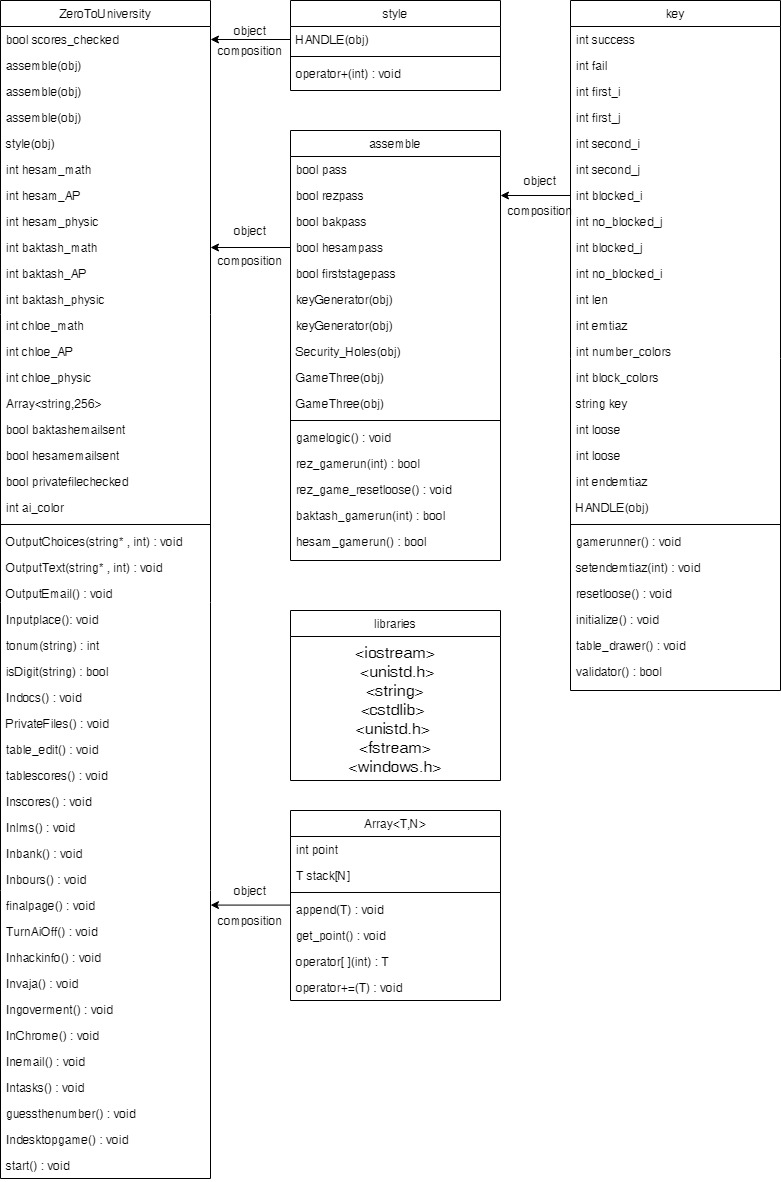 ZeroToUniversity
bool scores_checked
assemble(obj)
assemble(obj)
assemble(obj)
style(obj)
int hesam_math
int hesam_AP
int hesam_physic
int baktash_math
int baktash_AP
int baktash_physic
int chloe_math
int chloe_AP
int chloe_physic
Array<string,256>
bool baktashemailsent
bool hesamemailsent
bool privatefilechecked
int ai_color
OutputChoices(string* , int) : void
OutputText(string* , int) : void
OutputEmail() : void
Inputplace(): void
tonum(string) : int
isDigit(string) : bool
Indocs() : void
PrivateFiles() : void
table_edit() : void
tablescores() : void
Inscores() : void
Inlms() : void
Inbank() : void
Inbours() : void
finalpage() : void
TurnAiOff() : void
Inhackinfo() : void
Invaja() : void
Ingoverment() : void
InChrome() : void
Inemail() : void
Intasks() : void
guessthenumber() : void
Indesktopgame() : void
start() : void
object
composition
style
HANDLE(obj)
operator+(int) : void
object
composition
assemble
bool pass
bool rezpass
bool bakpass
bool hesampass
bool firststagepass
keyGenerator(obj)
keyGenerator(obj)
Security_Holes(obj)
GameThree(obj)
GameThree(obj)
gamelogic() : void
rez_gamerun(int) : bool
rez_game_resetloose() : void
baktash_gamerun(int) : bool
hesam_gamerun() : bool
libraries
<iostream>
<unistd.h>
<string>
<cstdlib>
<unistd.h>
<fstream>
<windows.h>
object
composition
Array<T,N>
int point
T stack[N]
append(T) : void
get_point() : void
operator[ ](int) : T
operator+=(T) : void
object
composition
key
int success
int fail
int first_i
int first_j
int second_i
int second_j
int blocked_i
int no_blocked_j
int blocked_j
int no_blocked_i
int len
int emtiaz
int number_colors
int block_colors
string key
int loose
int loose
int endemtiaz
HANDLE(obj)
gamerunner() : void
setendemtiaz(int) : void
resetloose() : void
initialize() : void
table_drawer() : void
validator() : bool